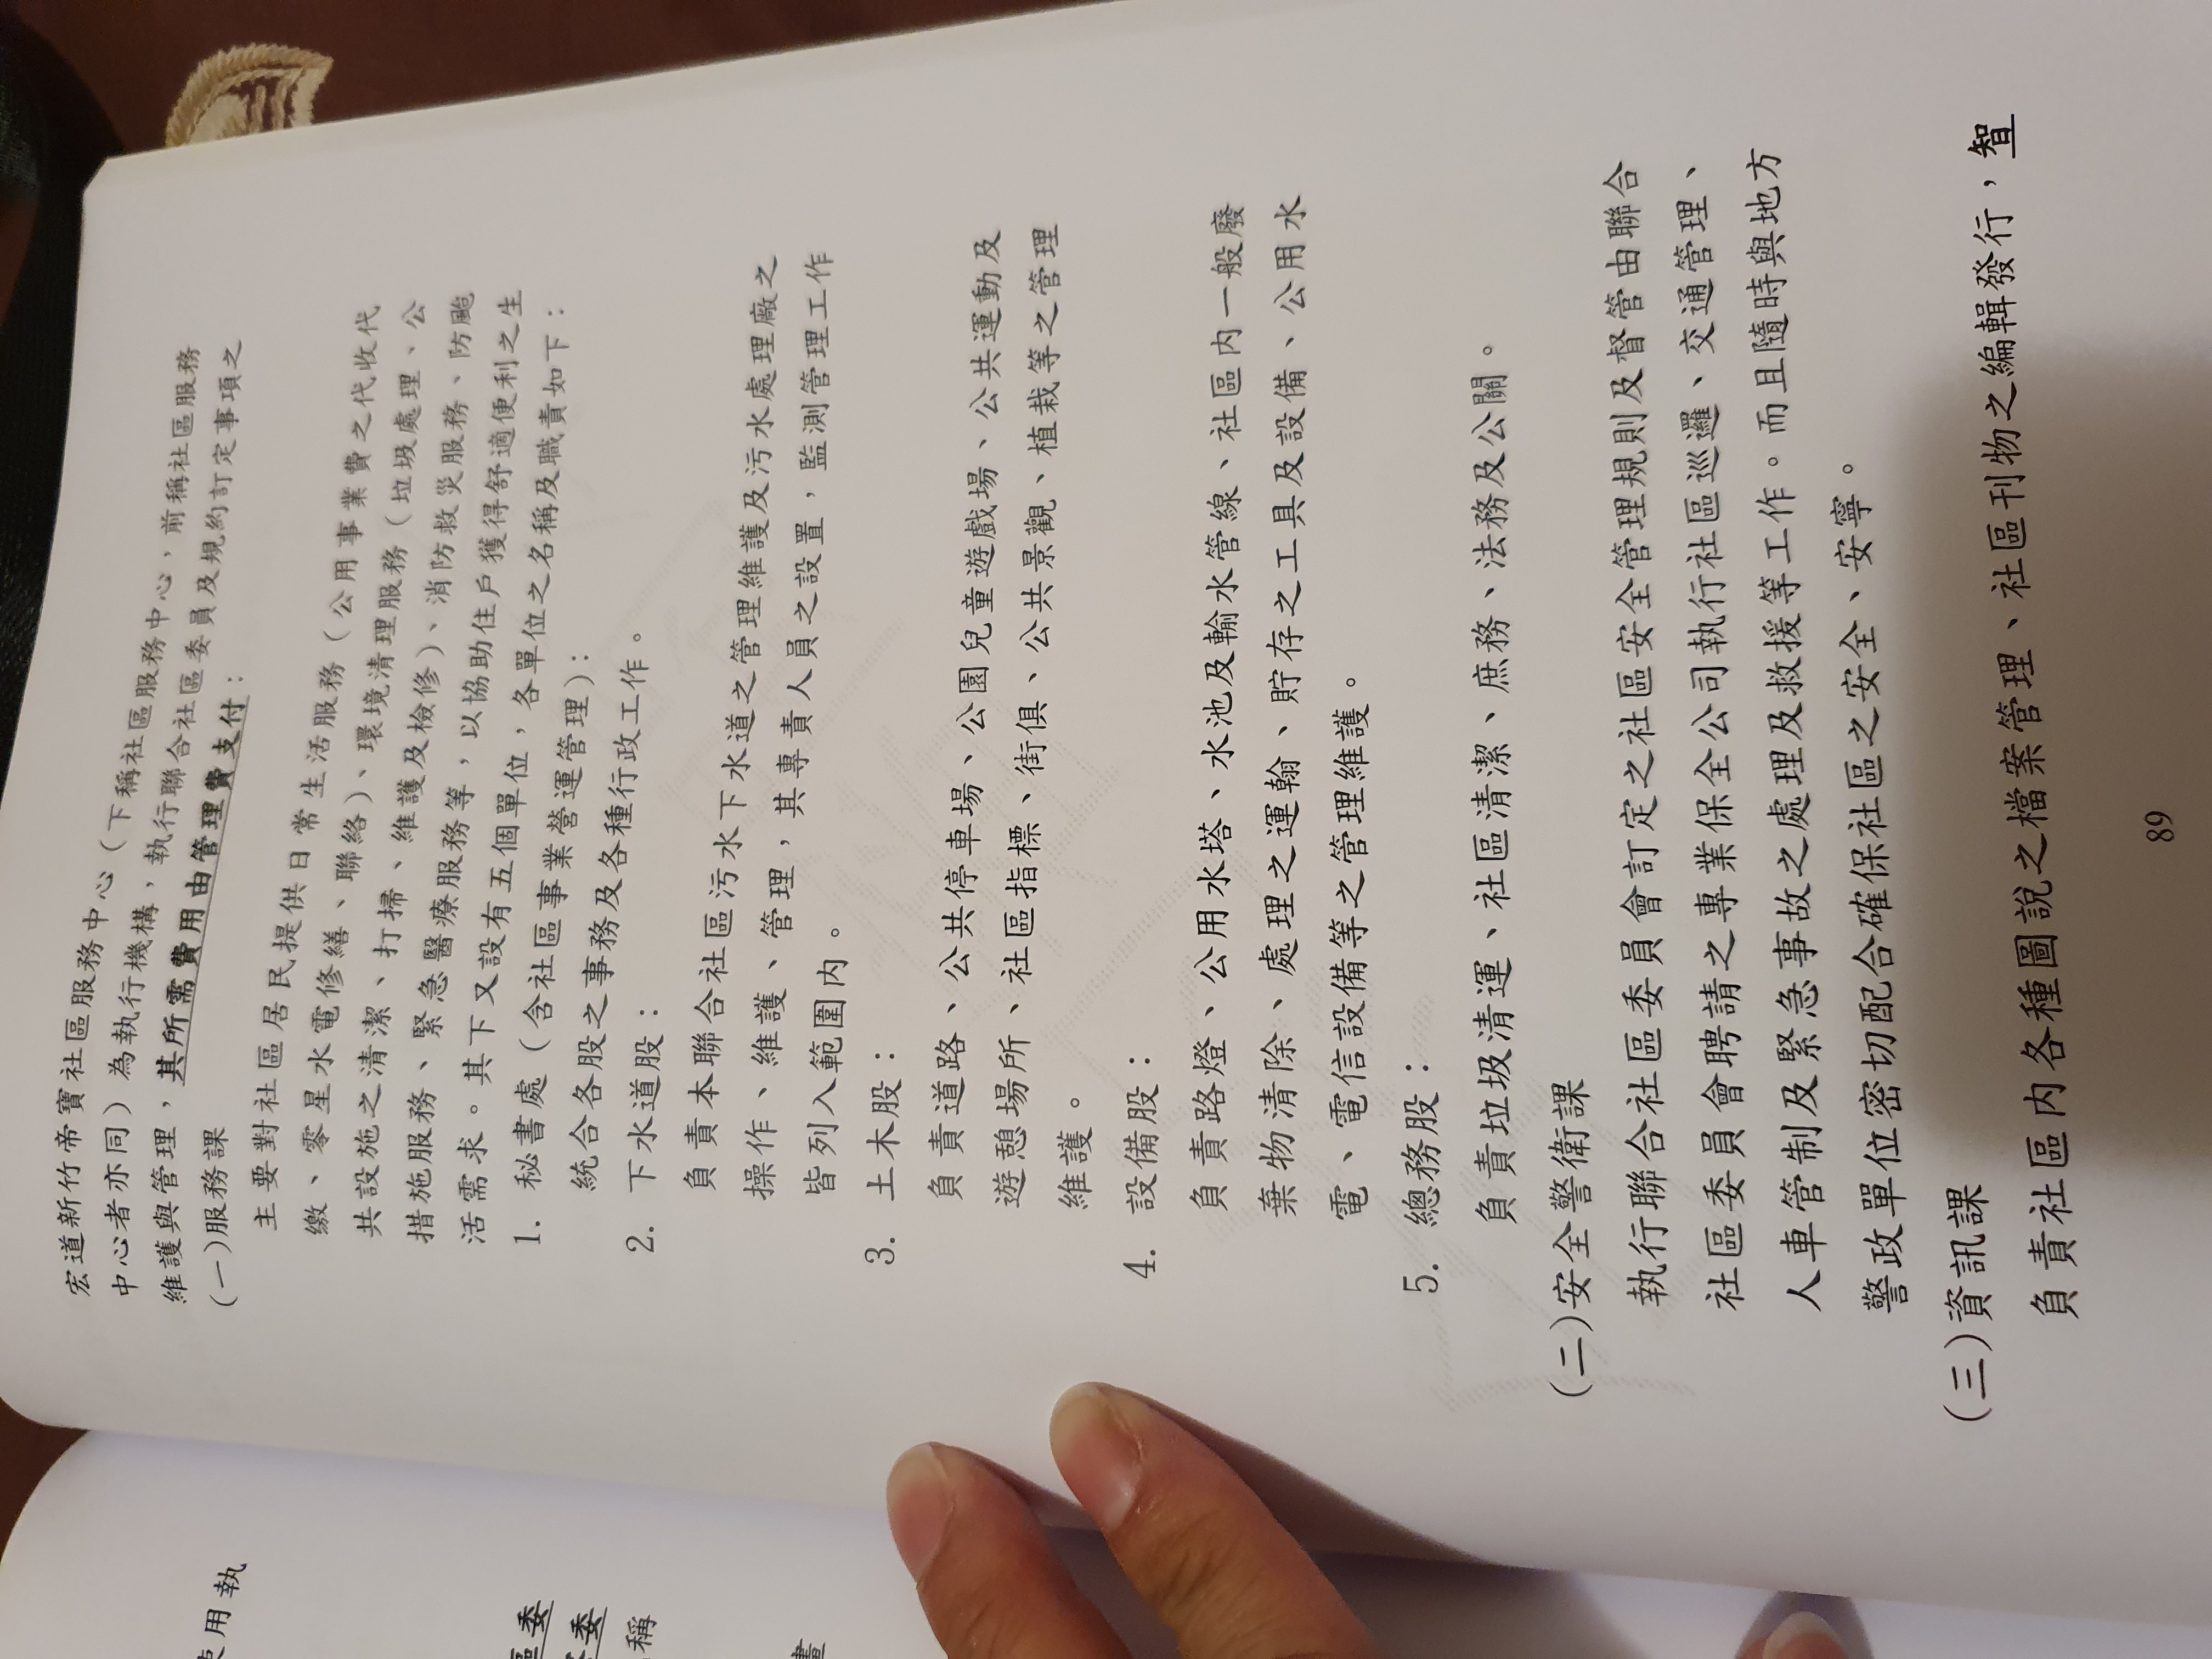 使用執
區委
委
稱
畫
宏道新竹帝寶社區服務中心（下稱社區服務中心，前稱社區服務
中心者亦同）為執行機構，執行聯合社區委員及規約訂定事項之
維護與管理，其所需費用由管理費支付：
(一)服務課
主要對社區居民提供日常生活服務（公用事業費之代收代
繳、零星水電修繕、聯絡）、環境清理服務（垃圾處理、公
共設施之清潔、打掃、維護及檢修）、消防救災服務、防颱
措施服務、緊急醫療服務等，以協助住戶獲得舒適便利之生
活需求。其下又設有五個單位，各單位之名稱及職責如下：
1. 秘書處（含社區事業營運管理）：
統合各股之事務及各種行政工作。
2. 下水道股：
負責本聯合社區污水下水道之管理維護及污水處理廠之
操作、維護、管理，其專責人員之設置，監測管理工作
皆列入範圍內。
3. 土木股：
負責道路、公共停車場、公園兒童遊戲場、公共運動及
遊憩場所、社區指標、街俱、公共景觀、植栽等之管理
維護。
4. 設備股：
負責路燈、公用水塔、水池及輸水管線、社區內一般廢
棄物清除、處理之運翰、貯存之工具及設備、公用水
電、電信設備等之管理維護。
5. 總務股：
負責垃圾清運、社區清潔、庶務、法務及公關。
(二)安全警衛課
執行聯合社區委員會訂定之社區安全管理規則及督管由聯合
社區委員會聘請之專業保全公司執行社區巡邏、交通管理、
人車管制及緊急事故之處理及救援等工作。而且隨時與地方
警政單位密切配合確保社區之安全、安寧。
(三)資訊課
負責社區內各種圖說之檔案管理、社區刊物之編輯發行，智
89